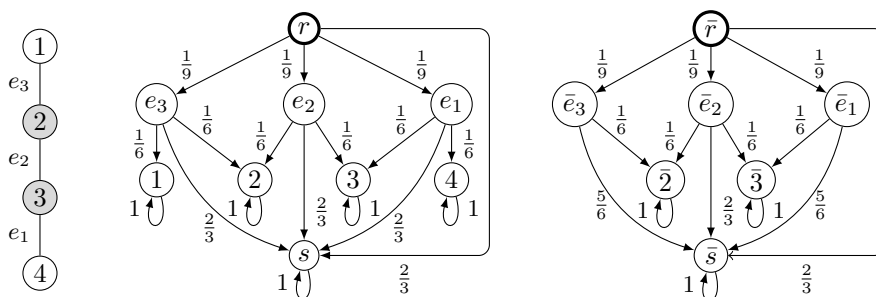 r
r̄
1
e₃
1/9 1/9 1/9
1/9 1/9 1/9
e₃ e₂ e₁
ē₃ ē₂ ē₁
2
1/6 1/6 1/6 1/6 1/6 1/6
1/6 1/6 1/6 1/6
e₂
1 2 3 4
2̄ 3̄
3
1 1 1 1
2/3 2/3 2/3
5/6 1 2/3 1 5/6
e₁
s
s̄
4
1 2/3
1 2/3